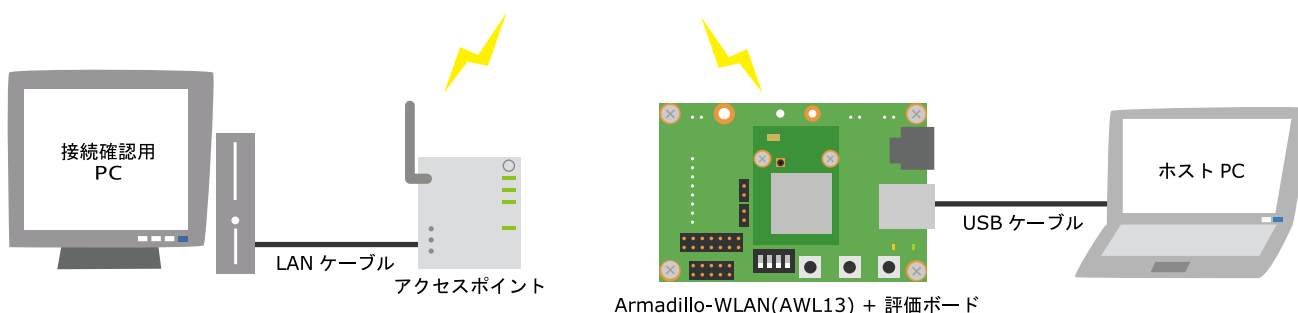 接続確認用
PC
LAN ケーブル
アクセスポイント
Armadillo-WLAN(AWL13) + 評価ボード
USB ケーブル
ホスト PC